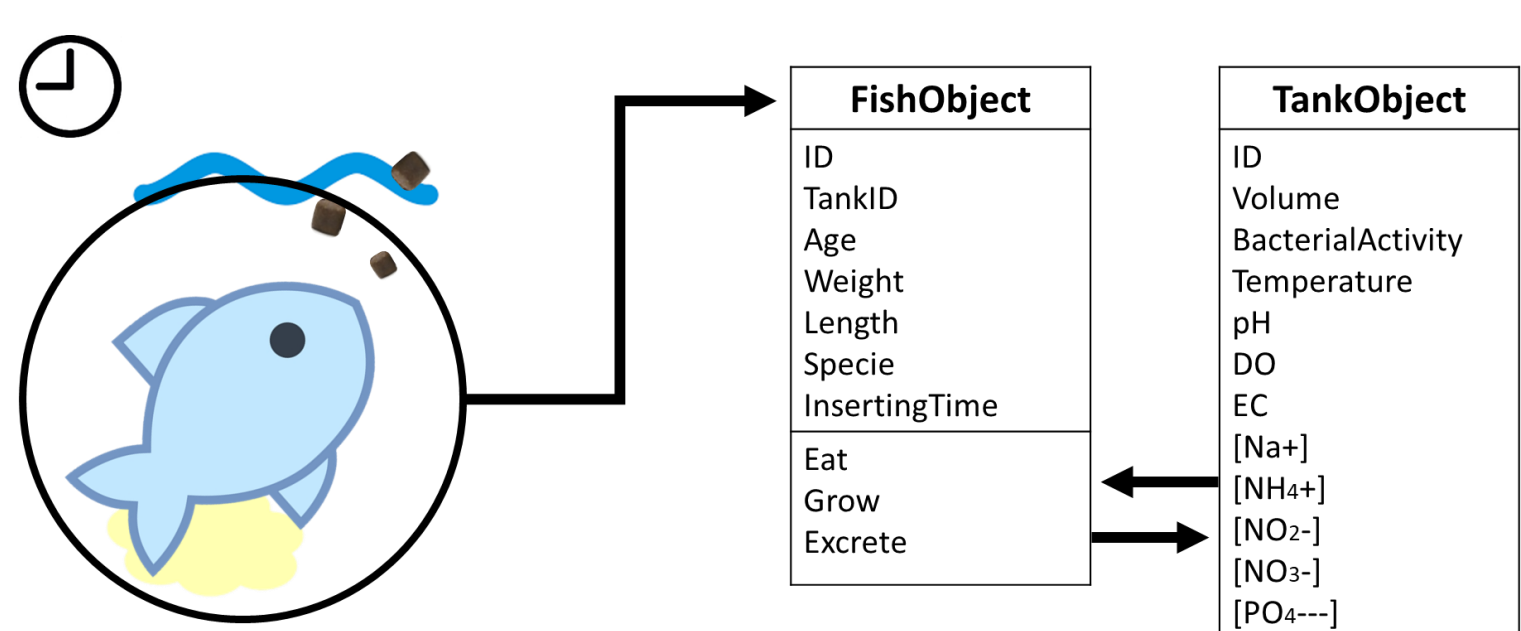 FishObject
ID
TankID
Age
Weight
Length
Specie
InsertingTime
Eat
Grow
Excrete
TankObject
ID
Volume
BacterialActivity
Temperature
pH
DO
EC
[Na+]
[NH4+]
[NO2-]
[NO3-]
[PO4---]